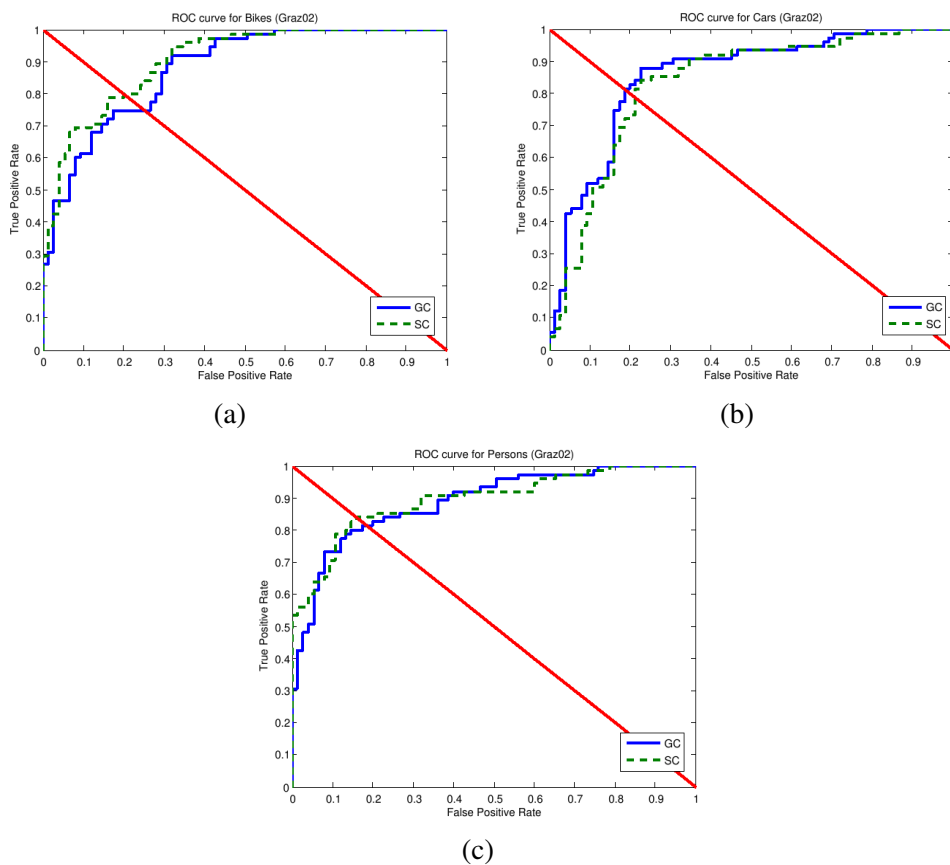 ROC curve for Bikes (Graz02)
1
0.9
0.8
0.7
0.6
0.5
0.4
0.3
0.2
0.1
0
True Positive Rate
GC
SC
0 0.1 0.2 0.3 0.4 0.5 0.6 0.7 0.8 0.9 1
False Positive Rate
(a)
ROC curve for Cars (Graz02)
1
0.9
0.8
0.7
0.6
0.5
0.4
0.3
0.2
0.1
0
True Positive Rate
GC
SC
0 0.1 0.2 0.3 0.4 0.5 0.6 0.7 0.8 0.9
False Positive Rate
(b)
ROC curve for Persons (Graz02)
1
0.9
0.8
0.7
0.6
0.5
0.4
0.3
0.2
0.1
0
True Positive Rate
GC
SC
0 0.1 0.2 0.3 0.4 0.5 0.6 0.7 0.8 0.9 1
False Positive Rate
(c)